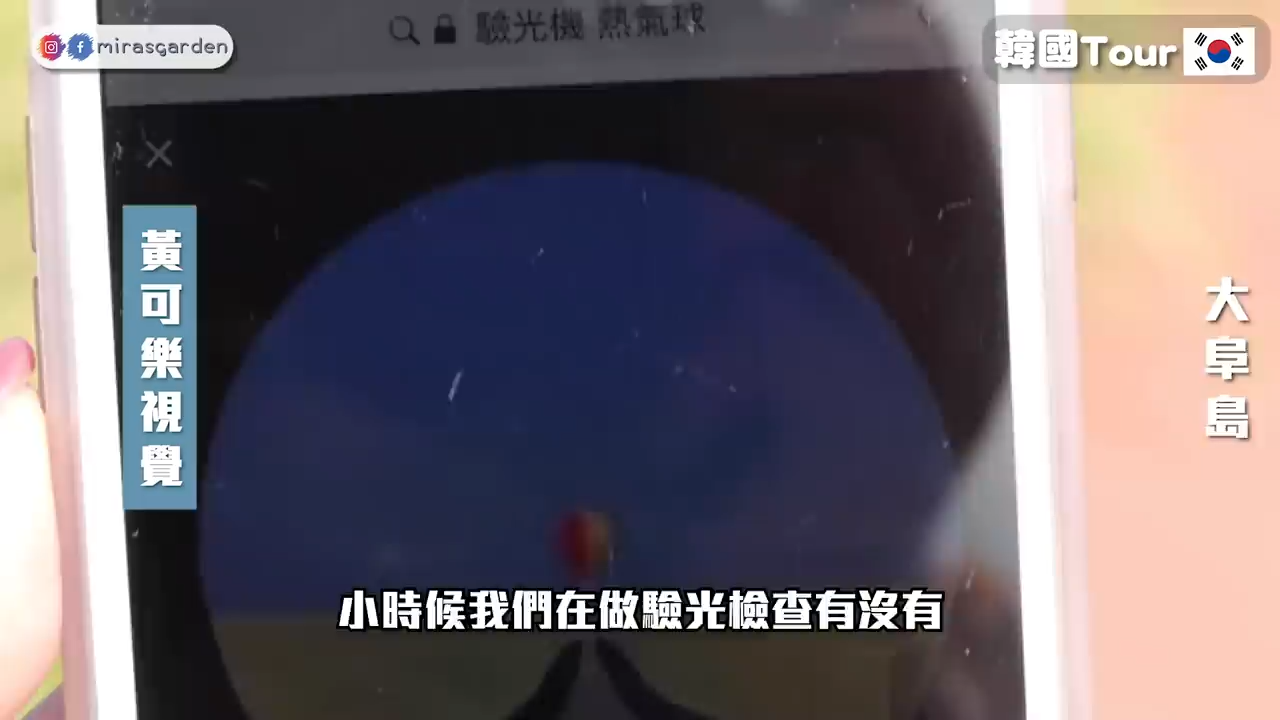 mirasgarden
驗光機 熱氣球
韓國Tour
黃可樂視覺
大阜島
小時候我們在做驗光檢查有沒有